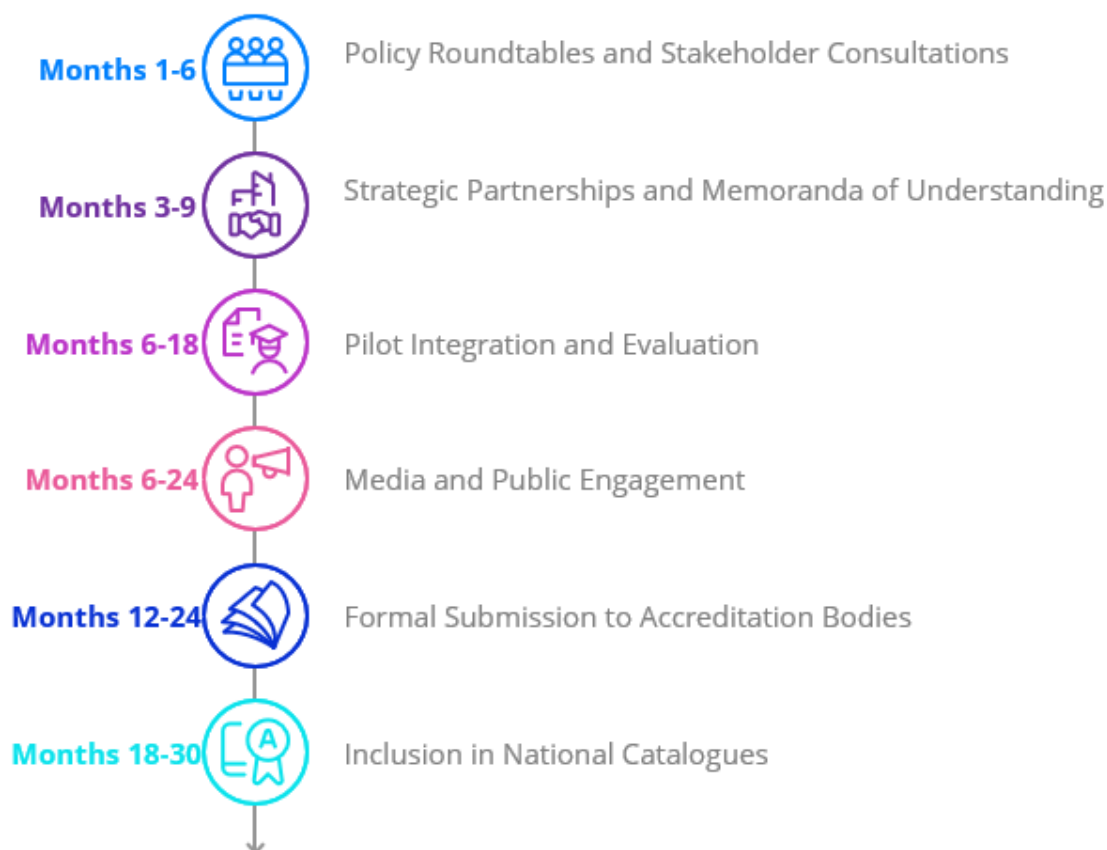 Months 1-6
Policy Roundtables and Stakeholder Consultations
Months 3-9
Strategic Partnerships and Memoranda of Understanding
Months 6-18
Pilot Integration and Evaluation
Months 6-24
Media and Public Engagement
Months 12-24
Formal Submission to Accreditation Bodies
Months 18-30
A
Inclusion in National Catalogues